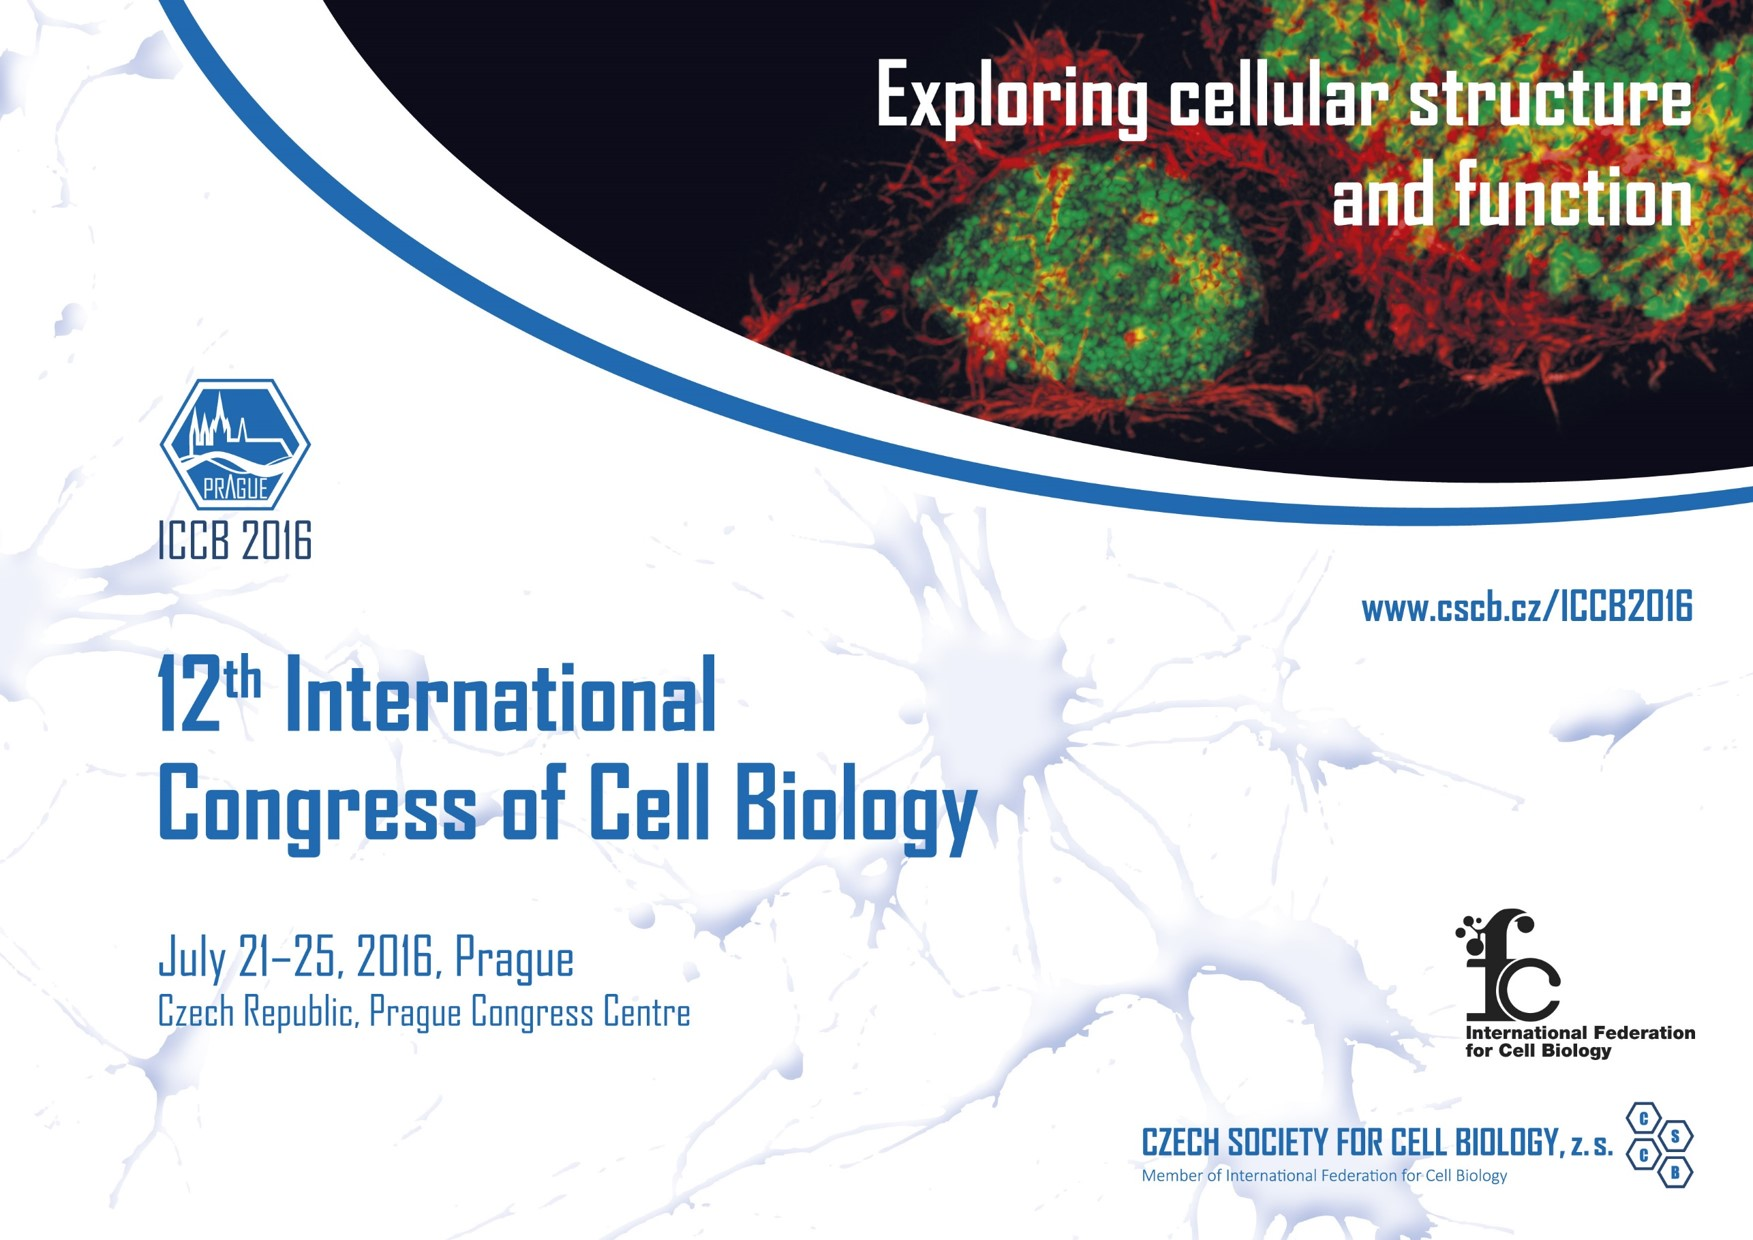 Exploring cellular structure
and function
PRAGUE
ICCB 2016
www.cscb.cz/ICCB2016
12th International
Congress of Cell Biology
July 21–25, 2016, Prague
Czech Republic, Prague Congress Centre
fc
International Federation
for Cell Biology
CZECH SOCIETY FOR CELL BIOLOGY, z. s.
Member of International Federation for Cell Biology
C
S
C
B